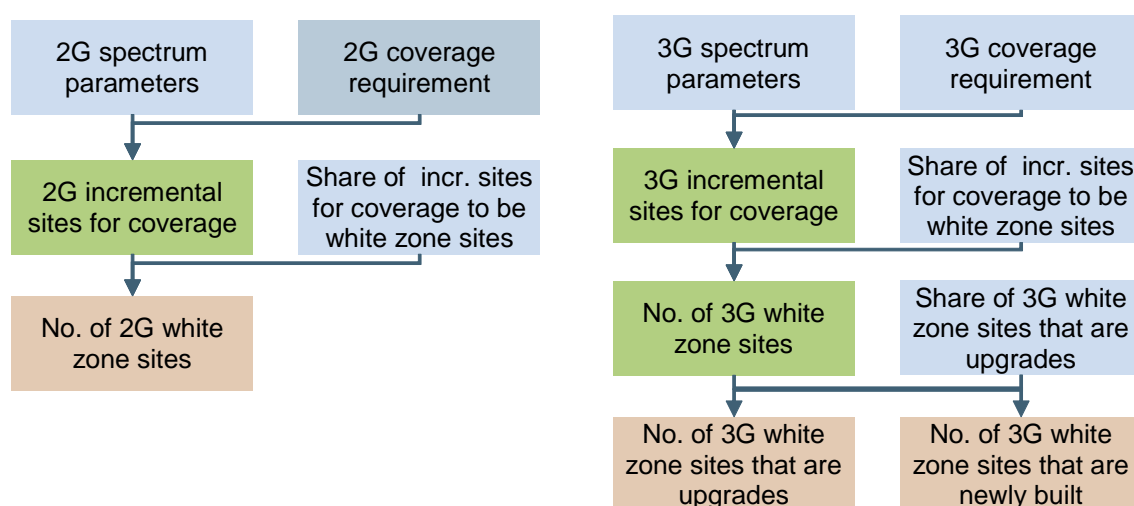 2G spectrum
parameters
2G coverage
requirement
2G incremental
sites for coverage
Share of  incr. sites
for coverage to be
white zone sites
No. of 2G white
zone sites
3G spectrum
parameters
3G coverage
requirement
3G incremental
sites for coverage
Share of  incr. sites
for coverage to be
white zone sites
No. of 3G white
zone sites
Share of 3G white
zone sites that are
upgrades
No. of 3G white
zone sites that are
upgrades
No. of 3G white
zone sites that are
newly built